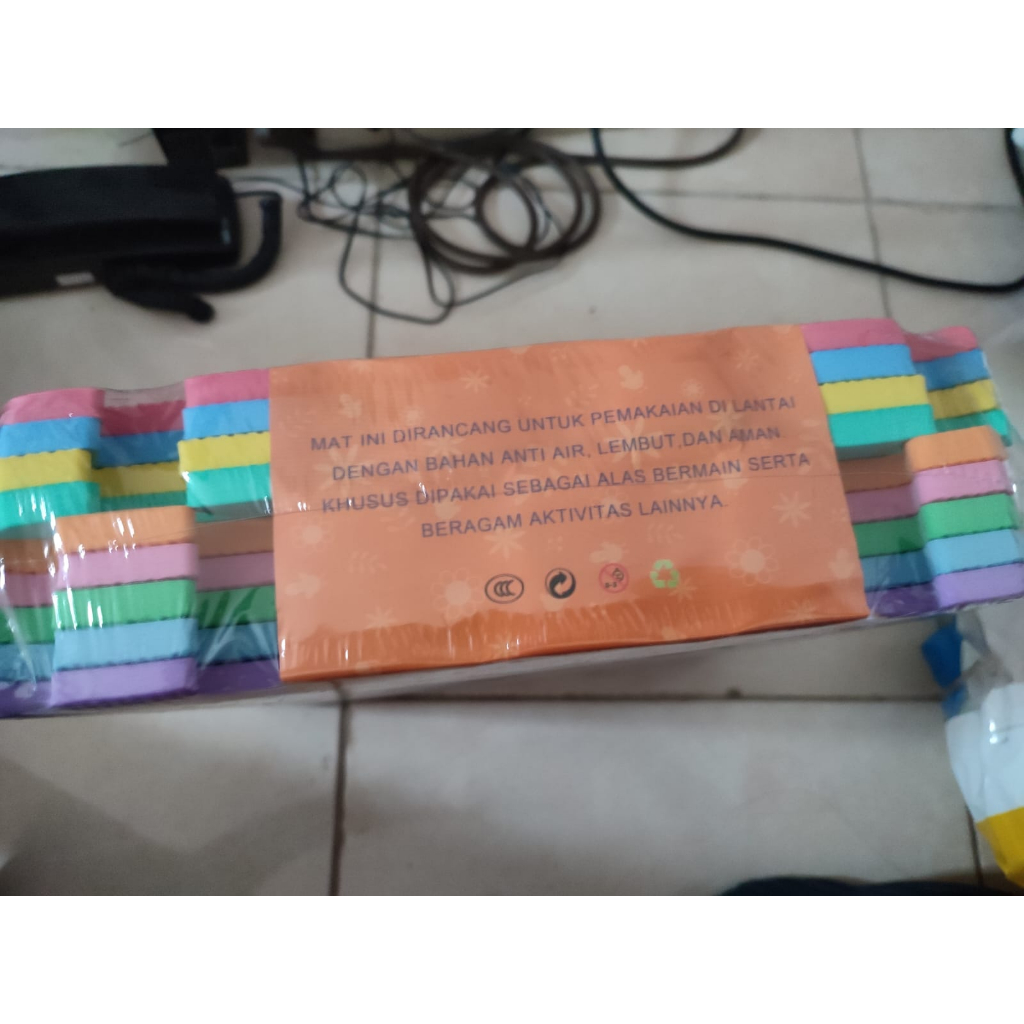 MAT INI DIRANCANG UNTUK PEMAKAIAN DI LANTAI
DENGAN BAHAN ANTI AIR, LEMBUT,DAN AMAN
KHUSUS DIPAKAI SEBAGAI ALAS BERMAIN SERTA
BERAGAM AKTIVITAS LAINNYA.